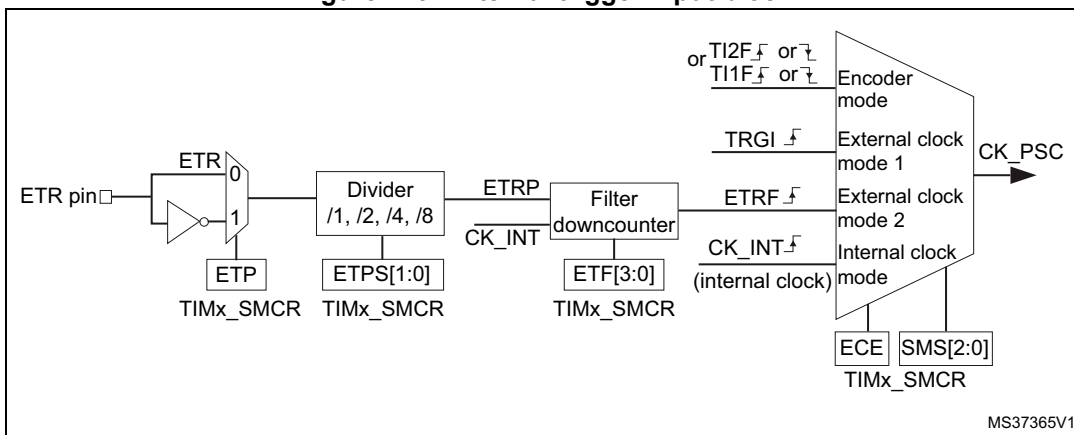 or TI2F or
TI1F or
Encoder
mode
TRGI
External clock
mode 1
CK_PSC
ETR
0
ETR pin
1
Divider
/1, /2, /4, /8
ETRP
CK_INT
Filter
downcounter
ETRF
External clock
mode 2
CK_INT
(internal clock)
Internal clock
mode
ETP
TIMx_SMCR
ETPS[1:0]
TIMx_SMCR
ETF[3:0]
TIMx_SMCR
ECE
SMS[2:0]
TIMx_SMCR
MS37365V1